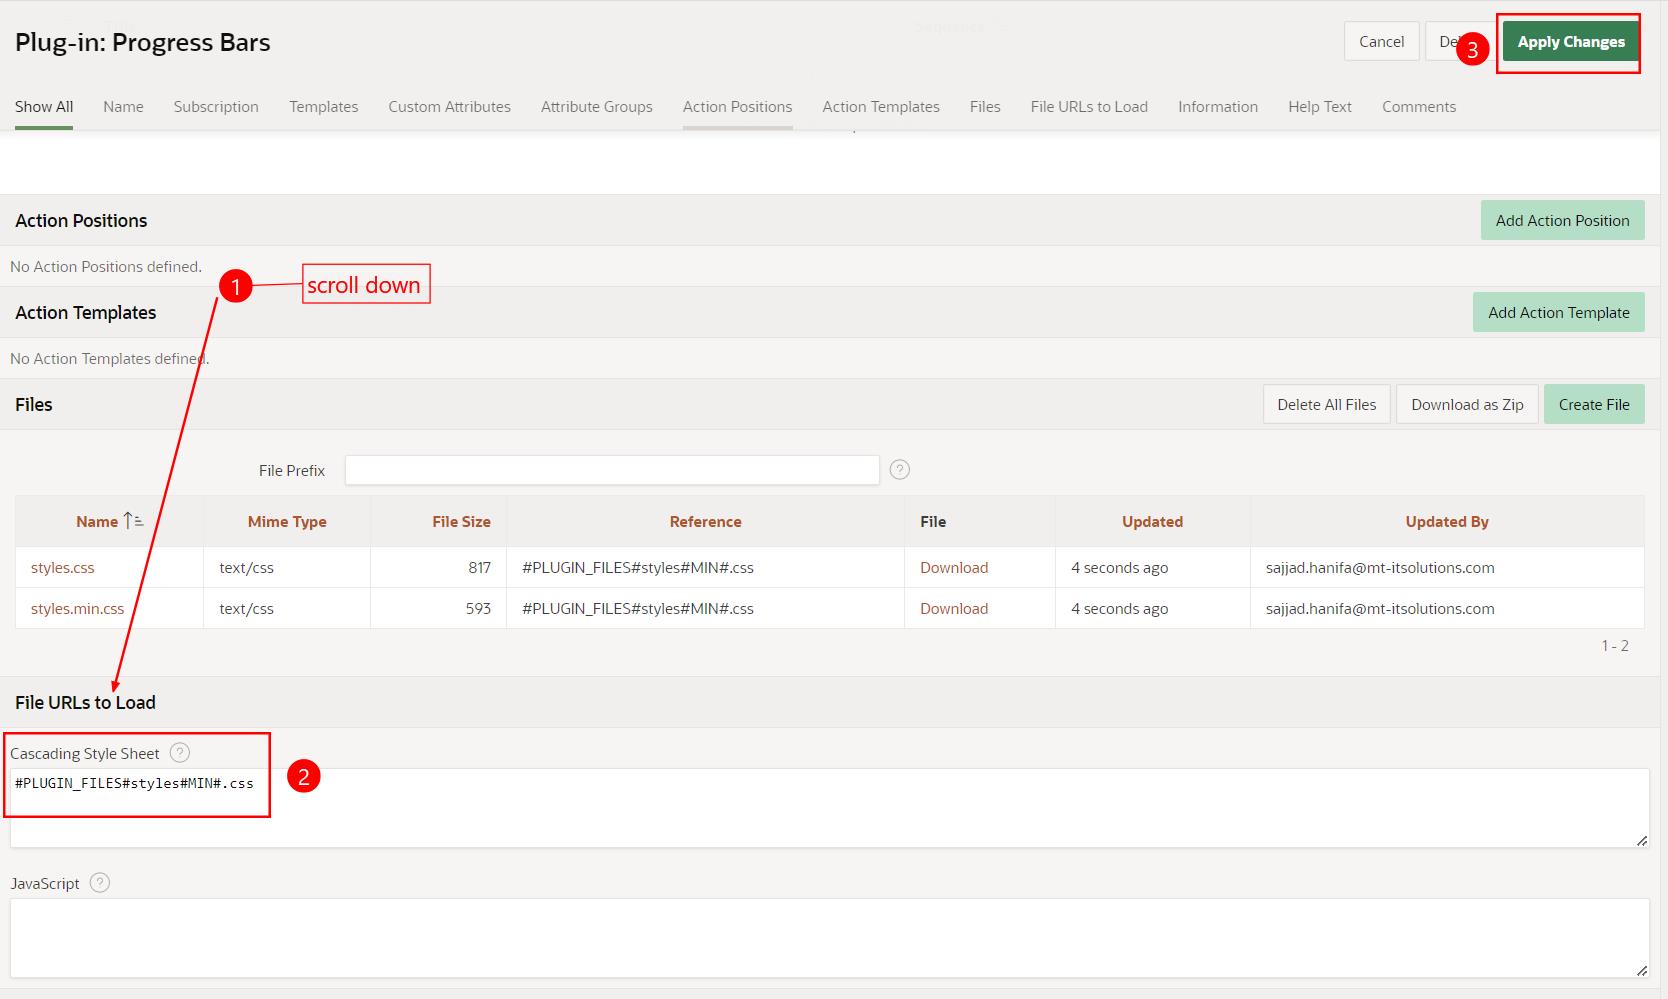 Plug-in: Progress Bars
Cancel
3
Apply Changes
Show All Name Subscription Templates Custom Attributes Attribute Groups Action Positions Action Templates Files File URLs to Load Information Help Text Comments
Action Positions
Add Action Position
No Action Positions defined.
1
scroll down
Action Templates
Add Action Template
No Action Templates defined.
Files
Delete All Files Download as Zip Create File
File Prefix
?
Name Mime Type File Size Reference File Updated Updated By
styles.css text/css 817 #PLUGIN_FILES#styles#MIN#.css Download 4 seconds ago sajjad.hanifa@mt-itsolutions.com
styles.min.css text/css 593 #PLUGIN_FILES#styles#MIN#.css Download 4 seconds ago sajjad.hanifa@mt-itsolutions.com
1 - 2
File URLs to Load
Cascading Style Sheet ?
#PLUGIN_FILES#styles#MIN#.css
2
JavaScript ?